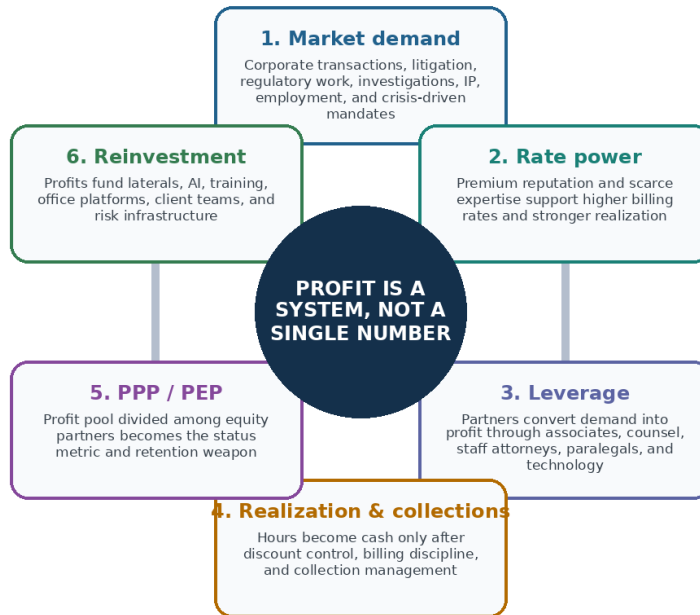 1. Market demand
Corporate transactions, litigation,
regulatory work, investigations, IP,
employment, and crisis-driven
mandates
6. Reinvestment
Profits fund laterals, AI, training,
office platforms, client teams, and
risk infrastructure
2. Rate power
Premium reputation and scarce
expertise support higher billing
rates and stronger realization
PROFIT IS A
SYSTEM, NOT A
SINGLE NUMBER
5. PPP / PEP
Profit pool divided among equity
partners becomes the status
metric and retention weapon
3. Leverage
Partners convert demand into
profit through associates, counsel,
staff attorneys, paralegals, and
technology
4. Realization & collections
Hours become cash only after
discount control, billing discipline,
and collection management